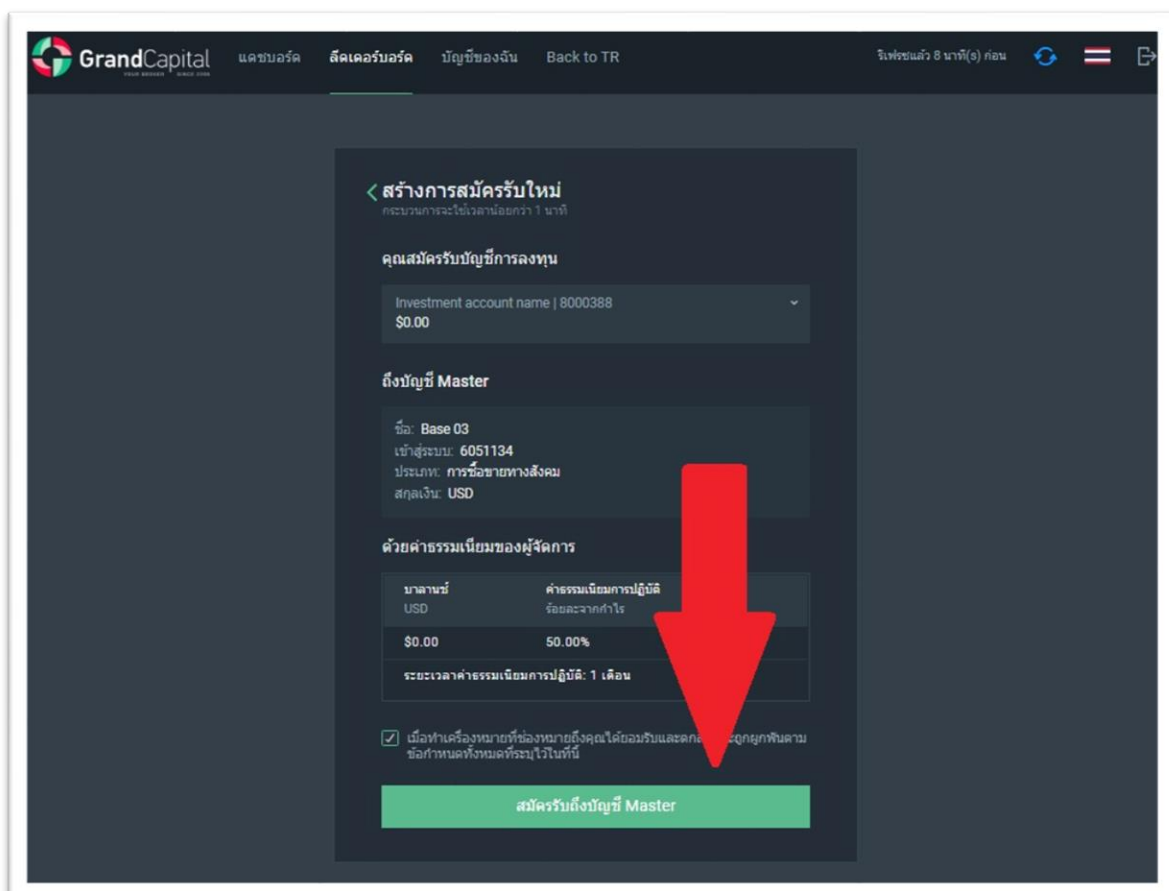 GrandCapital
YOUR BROKER SINCE 2006
แดชบอร์ด
ลีดเดอร์บอร์ด
บัญชีของฉัน
Back to TR
รีเฟรชแล้ว 8 นาที(s) ก่อน
สร้างการสมัครรับใหม่
กระบวนการจะใช้เวลาน้อยกว่า 1 นาที
คุณสมัครรับบัญชีการลงทุน
Investment account name | 8000388
$0.00
ถึงบัญชี Master
ชื่อ: Base 03
เข้าสู่ระบบ: 6051134
ประเภท: การซื้อขายทางสังคม
สกุลเงิน: USD
ด้วยค่าธรรมเนียมของผู้จัดการ
บาลานซ์ ค่าธรรมเนียมการปฏิบัติ
USD ร้อยละจากกำไร
$0.00 50.00%
ระยะเวลาค่าธรรมเนียมการปฏิบัติ: 1 เดือน
เมื่อทำเครื่องหมายที่ช่องหมายถึงคุณได้ยอมรับและตก ถูกผูกพันตาม
ข้อกำหนดทั้งหมดที่ระบุไว้ในที่นี้
สมัครรับถึงบัญชี Master